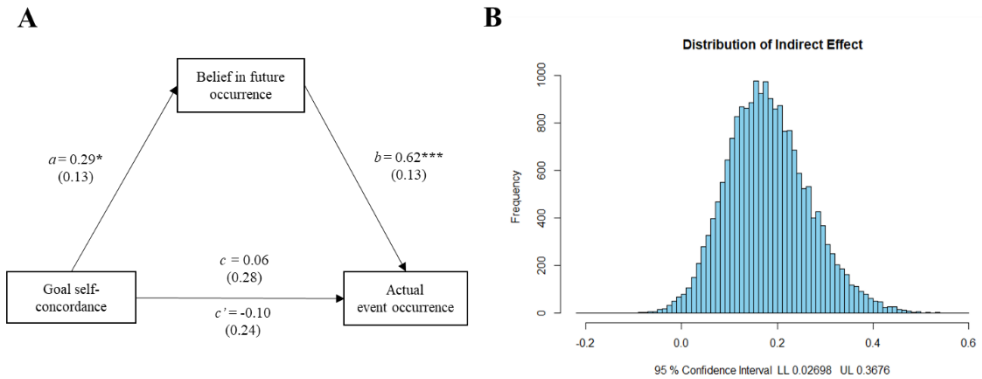 A
Belief in future
occurrence
a = 0.29*
(0.13)
b = 0.62***
(0.13)
c = 0.06
(0.28)
Goal self-
concordance
Actual
event occurrence
c' = -0.10
(0.24)
B
Distribution of Indirect Effect
Frequency
1000
800
600
400
200
0
-0.2 0.0 0.2 0.4 0.6
95 % Confidence Interval LL 0.02698 UL 0.3676